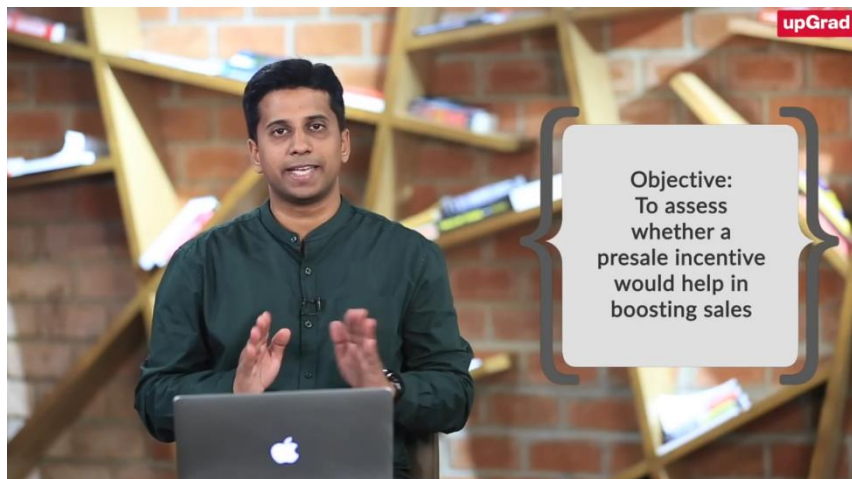 upGrad
Objective:
To assess
whether a
presale incentive
would help in
boosting sales